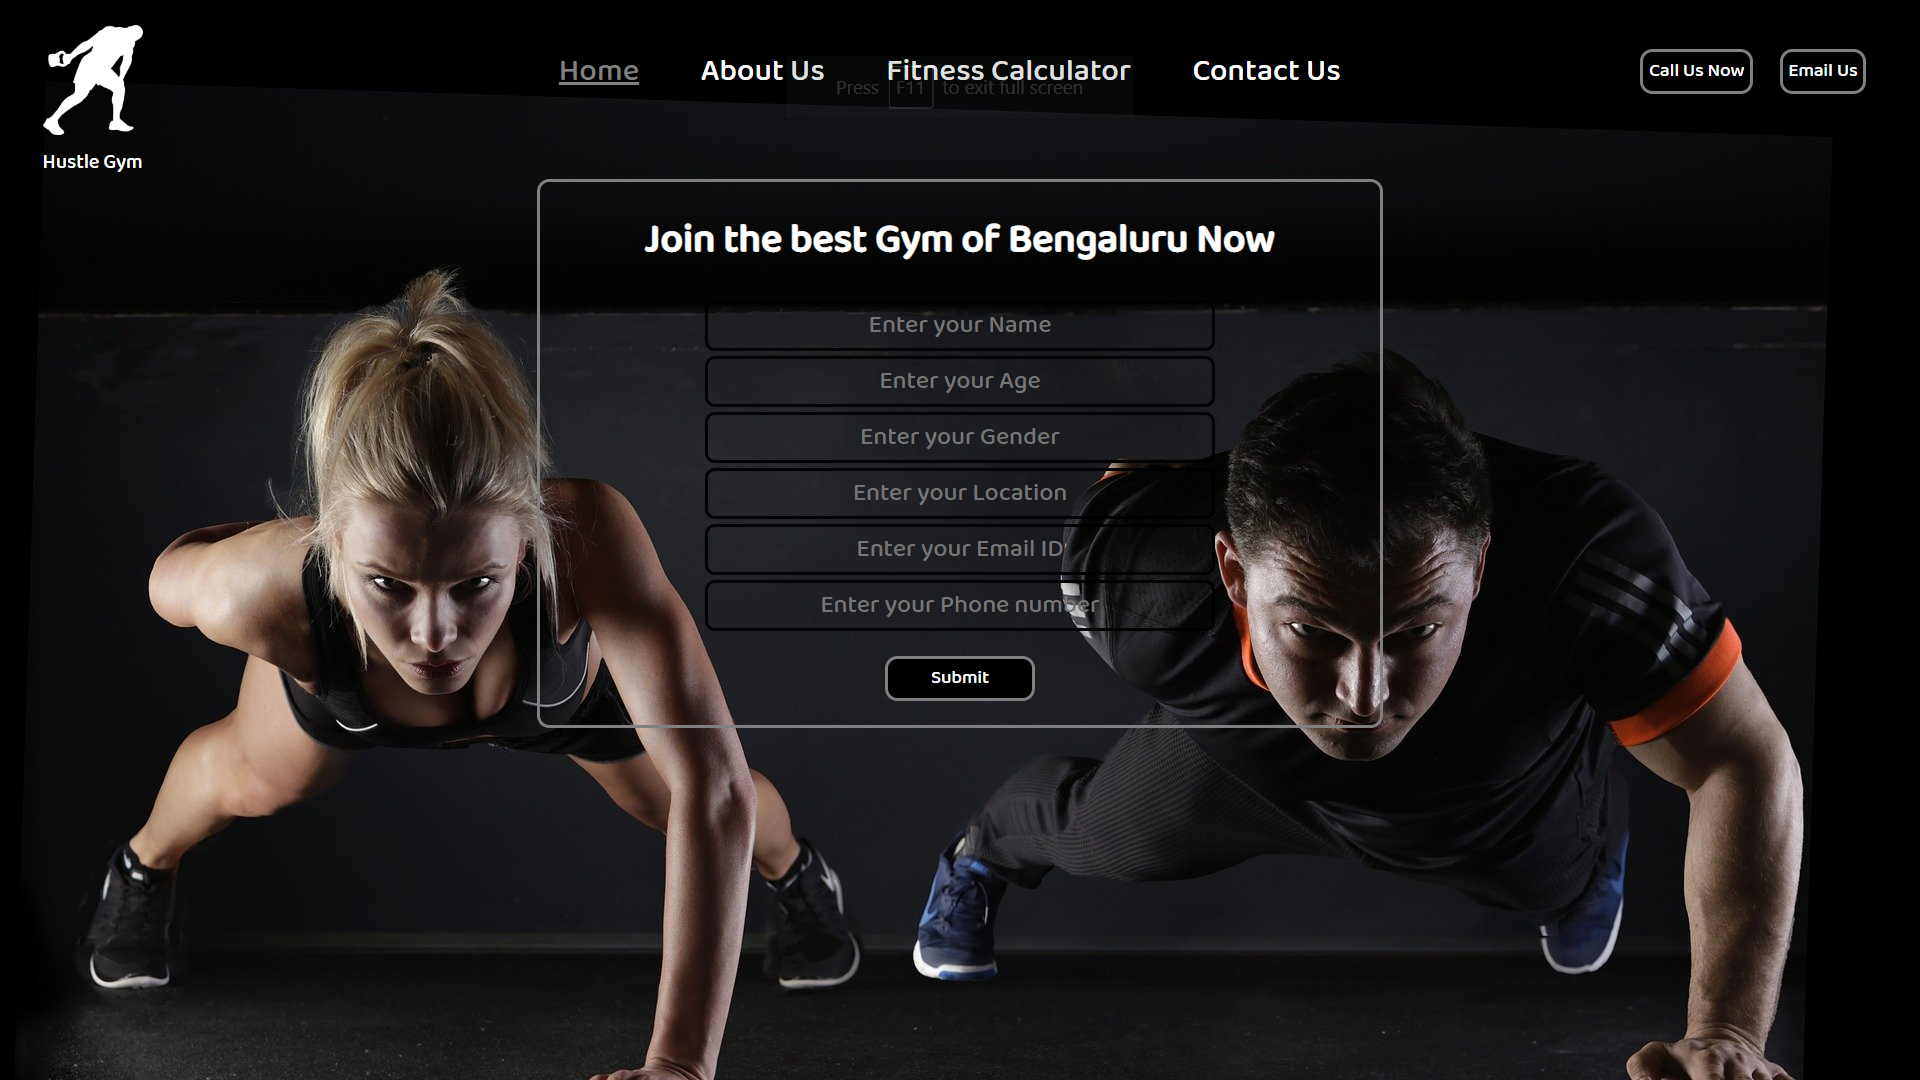 Home About Us Fitness Calculator Contact Us
Call Us Now Email Us
Press F11 to exit full screen
Hustle Gym
Join the best Gym of Bengaluru Now
Enter your Name
Enter your Age
Enter your Gender
Enter your Location
Enter your Email ID
Enter your Phone number
Submit